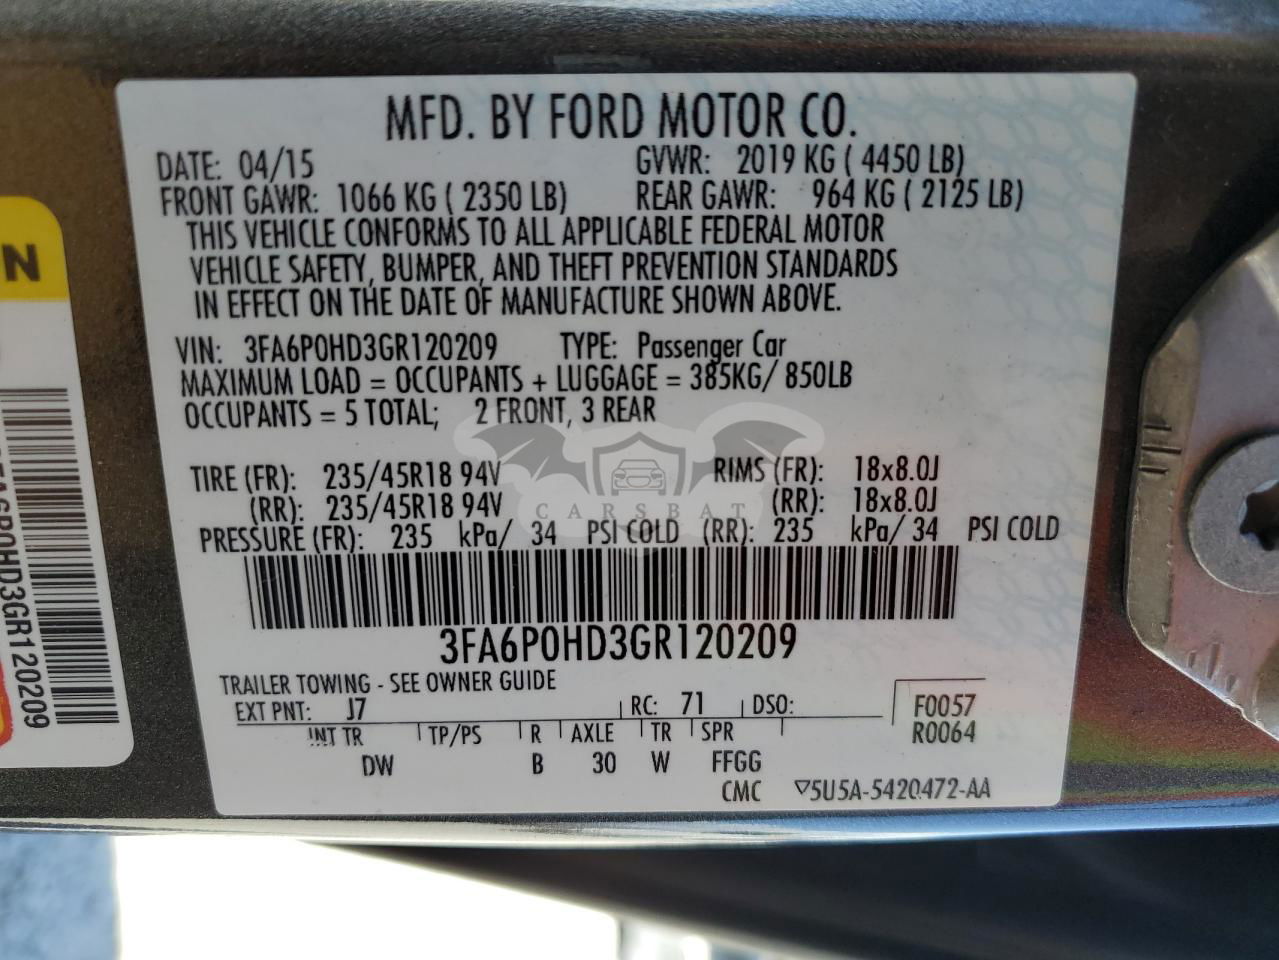 MFD. BY FORD MOTOR CO.
DATE: 04/15 GVWR: 2019 KG ( 4450 LB)
FRONT GAWR: 1066 KG ( 2350 LB) REAR GAWR: 964 KG ( 2125 LB)
THIS VEHICLE CONFORMS TO ALL APPLICABLE FEDERAL MOTOR
VEHICLE SAFETY, BUMPER, AND THEFT PREVENTION STANDARDS
IN EFFECT ON THE DATE OF MANUFACTURE SHOWN ABOVE.
VIN: 3FA6P0HD3GR120209 TYPE: Passenger Car
MAXIMUM LOAD = OCCUPANTS + LUGGAGE = 385KG/ 850LB
OCCUPANTS = 5 TOTAL; 2 FRONT, 3 REAR
TIRE (FR): 235/45R18 94V RIMS (FR): 18x8.0J
(RR): 235/45R18 94V (RR): 18x8.0J
CARSBAT
PRESSURE (FR): 235 kPa/ 34 PSI COLD (RR): 235 kPa/ 34 PSI COLD
3FA6P0HD3GR120209
TRAILER TOWING - SEE OWNER GUIDE
EXT PNT: J7 RC: 71 DSO: F0057
R0064
INT TR TP/PS R AXLE TR SPR
DW B 30 W FFGG
CMC ▽5U5A-5420472-AA
N
3FA6P0HD3GR120209